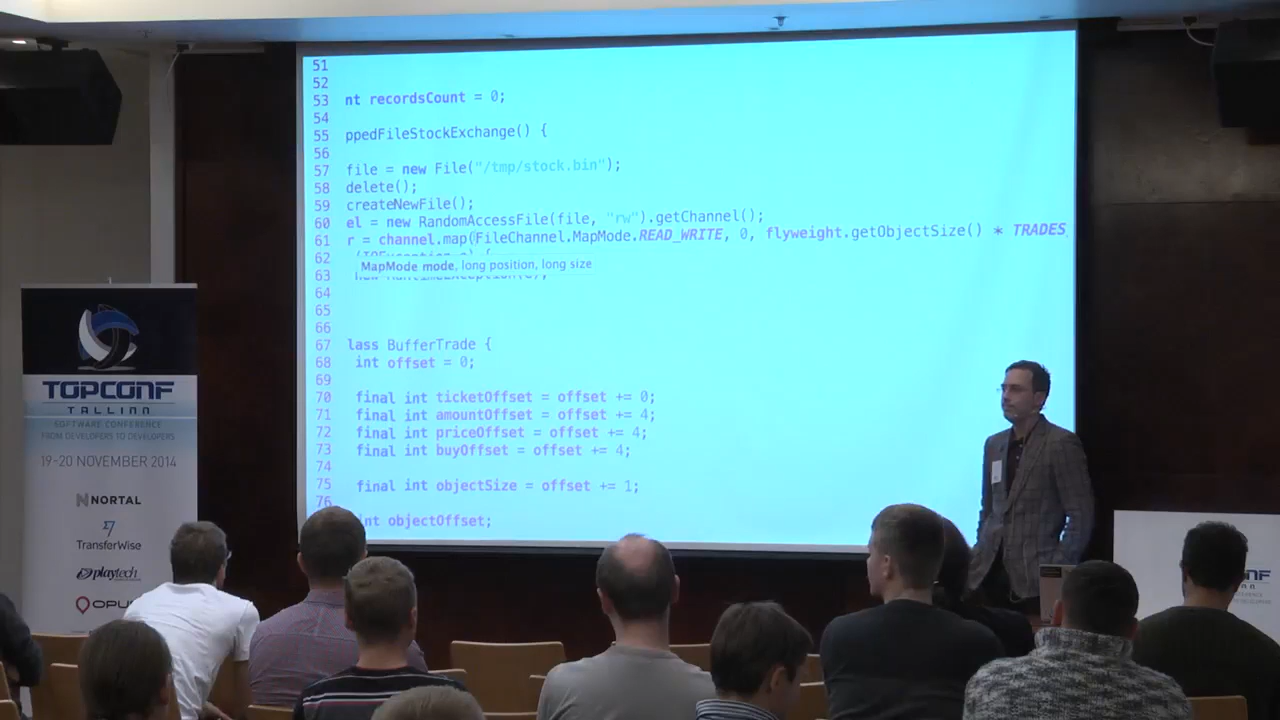 51
52
53 nt recordsCount = 0;
54
55 ppedFileStockExchange() {
56
57 file = new File("/tmp/stock.bin");
58 delete();
59 createNewFile();
60 el = new RandomAccessFile(file, "rw").getChannel();
61 r = channel.map(FileChannel.MapMode.READ_WRITE, 0, flyweight.getObjectSize() * TRADES
62
MapMode mode, long position, long size
63
64
65
66
67 lass BufferTrade {
68 int offset = 0;
69
70 final int ticketOffset = offset += 0;
71 final int amountOffset = offset += 4;
72 final int priceOffset = offset += 4;
73 final int buyOffset = offset += 4;
74
75 final int objectSize = offset += 1;
76
int objectOffset;
TOPCONF
TALLINN
SOFTWARE CONFERENCE
FROM DEVELOPERS TO DEVELOPERS
19-20 NOVEMBER 2014
NORTAL
TransferWise
playtech
OPU
NF